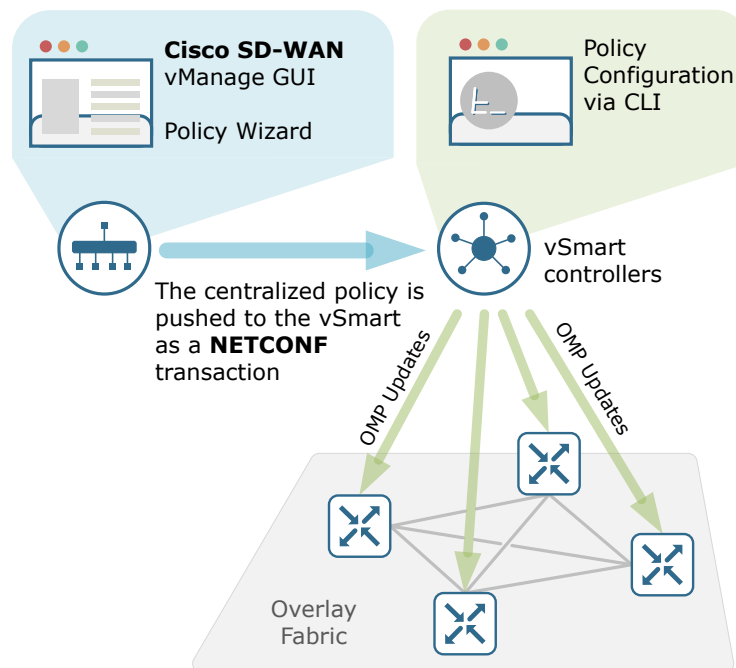 Cisco SD-WAN
vManage GUI
Policy Wizard
Policy
Configuration
via CLI
vSmart
controllers
The centralized policy is
pushed to the vSmart
as a NETCONF
transaction
OMP Updates
OMP Updates
Overlay
Fabric